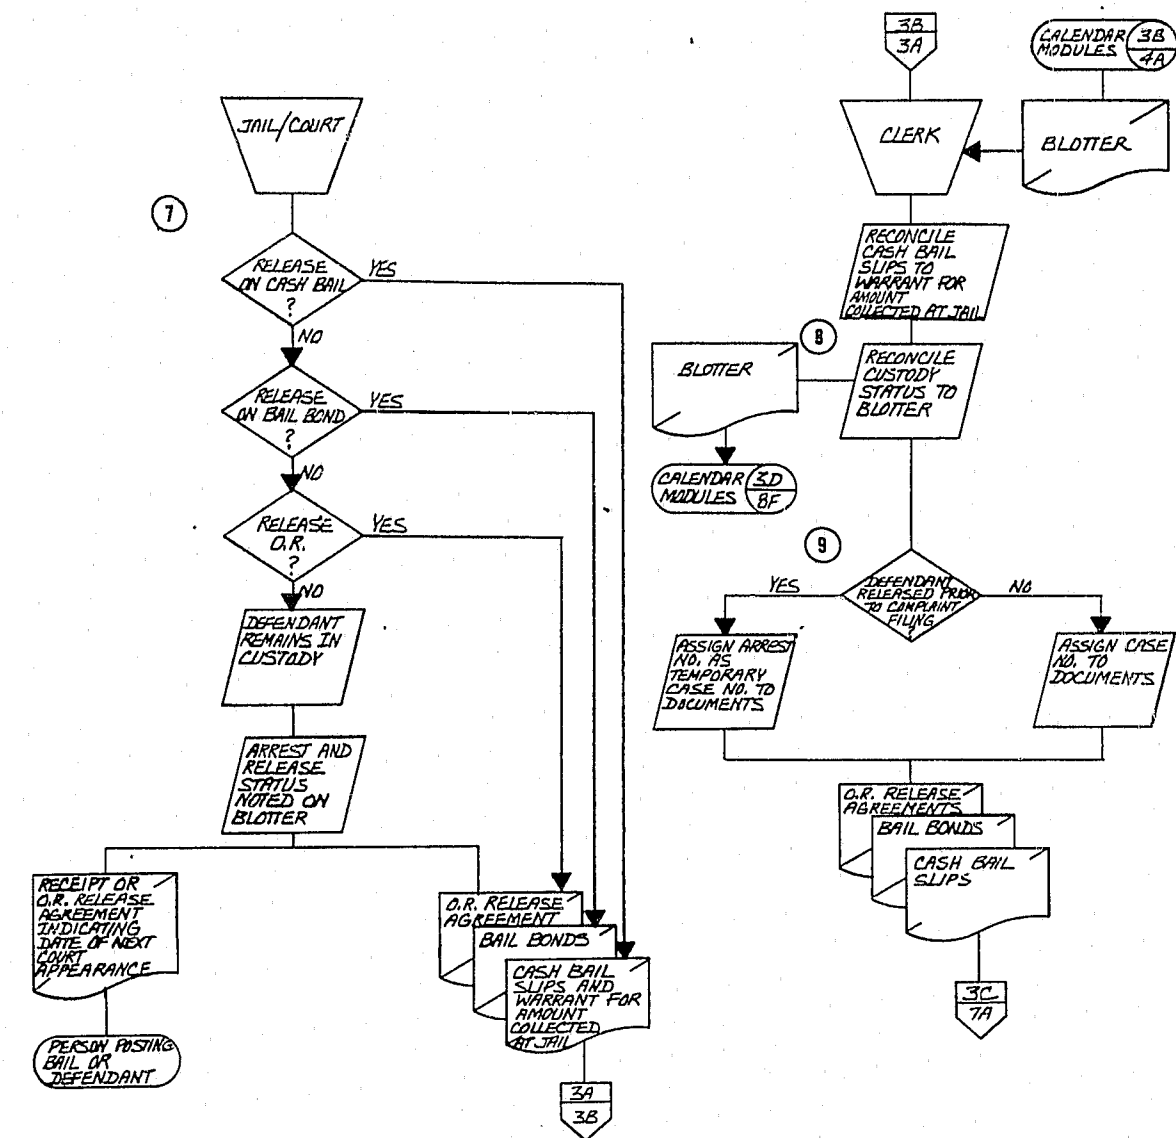 JAIL/COURT
7
RELEASE
ON CASH BAIL
?
YES
NO
RELEASE
ON BAIL BOND
?
YES
NO
RELEASE
O.R.
?
YES
NO
DEFENDANT
REMAINS IN
CUSTODY
ARREST AND
RELEASE
STATUS
NOTED ON
BLOTTER
RECEIPT OR
O.R. RELEASE
AGREEMENT
INDICATING
DATE OF NEXT
COURT
APPEARANCE
PERSON POSTING
BAIL OR
DEFENDANT
O.R. RELEASE
AGREEMENT
BAIL BONDS
CASH BAIL
SLIPS AND
WARRANT FOR
AMOUNT
COLLECTED
AT JAIL
3A
3B
3B
3A
CALENDAR
MODULES
3B
4A
CLERK
BLOTTER
RECONCILE
CASH BAIL
SLIPS TO
WARRANT FOR
AMOUNT
COLLECTED AT JAIL
8
BLOTTER
RECONCILE
CUSTODY
STATUS TO
BLOTTER
CALENDAR
MODULES
3D
8F
9
DEFENDANT
RELEASED PRIOR
TO COMPLAINT
FILING
?
YES
NO
ASSIGN ARREST
NO. AS
TEMPORARY
CASE NO. TO
DOCUMENTS
ASSIGN CASE
NO. TO
DOCUMENTS
O.R. RELEASE
AGREEMENTS
BAIL BONDS
CASH BAIL
SLIPS
3C
7A